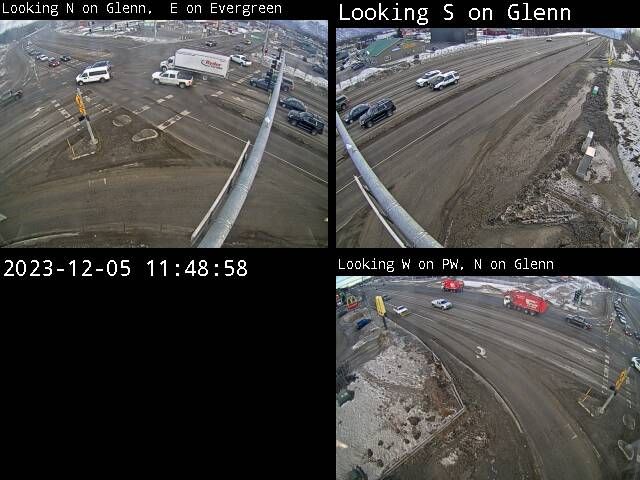 Looking N on Glenn,  E on Evergreen
Looking S on Glenn
Ryder
2023-12-05 11:48:58
Looking W on PW, N on Glenn